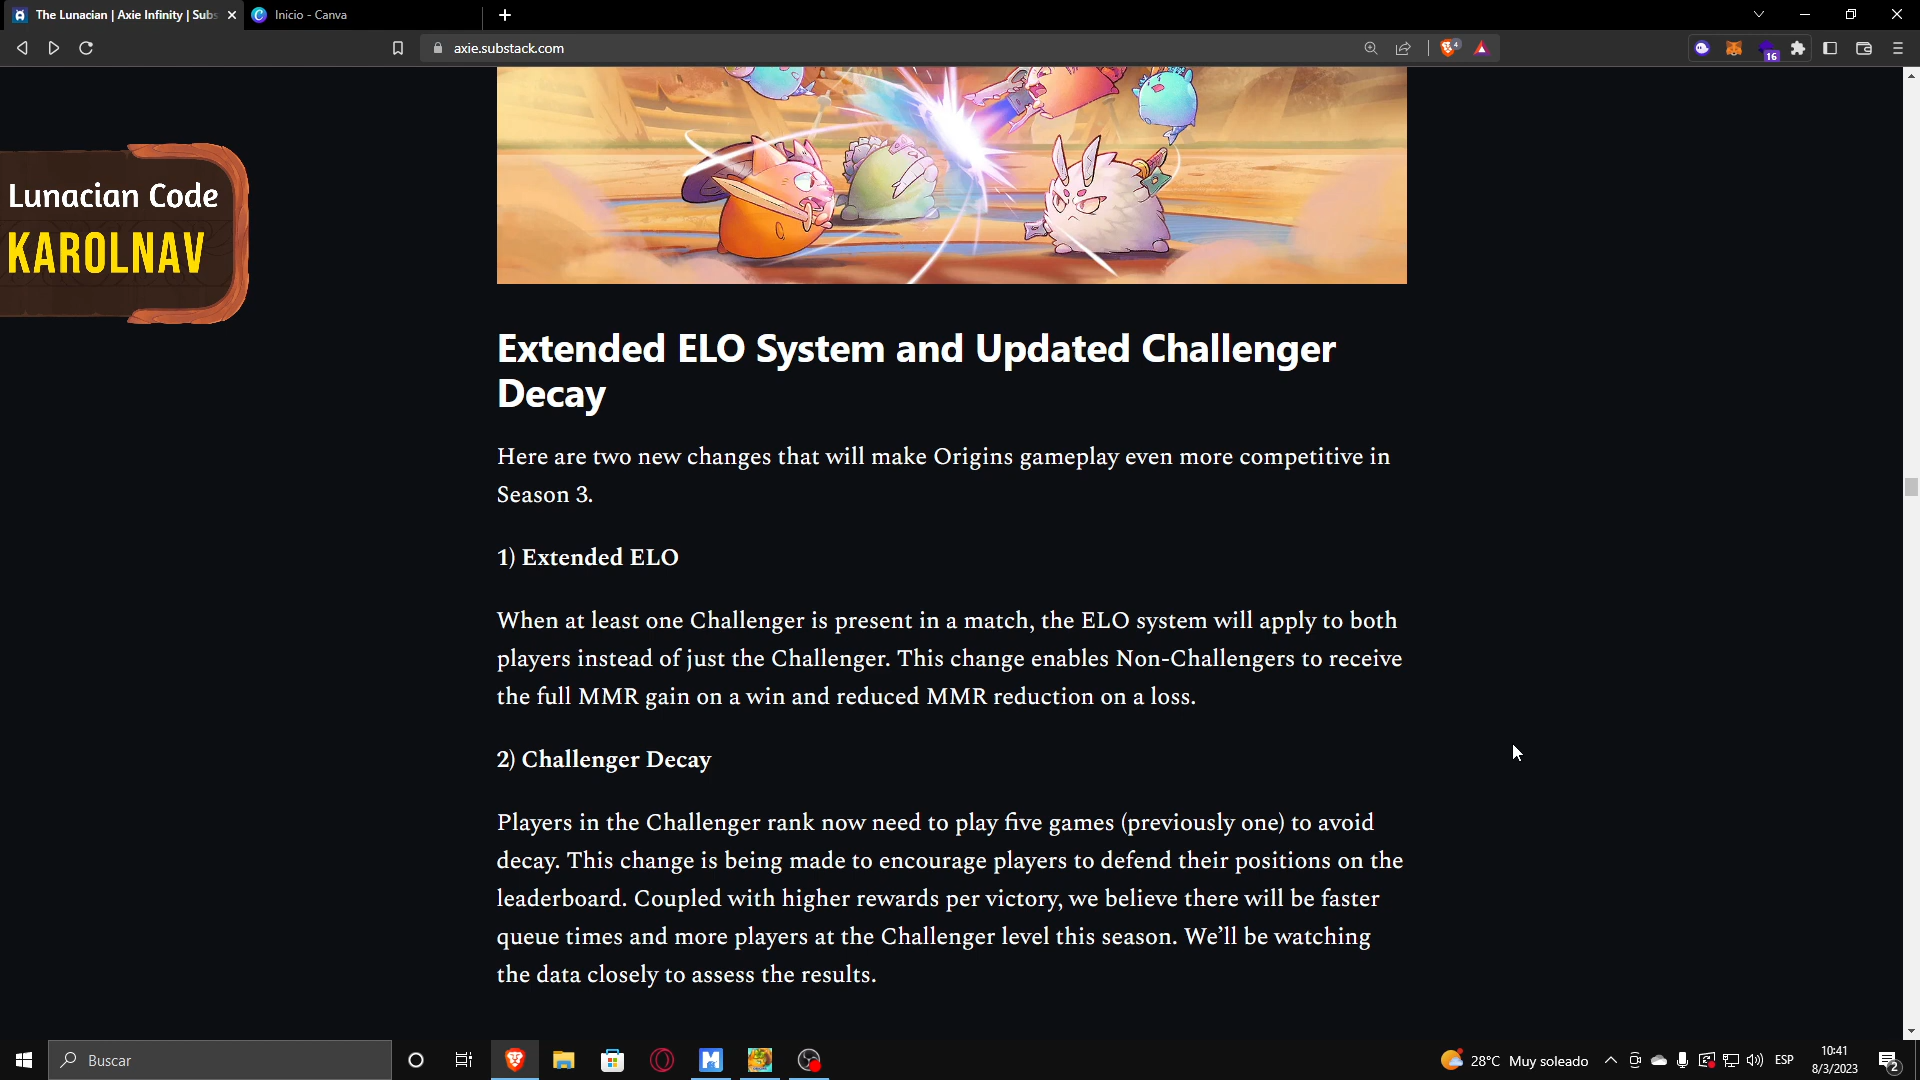 The Lunacian | Axie Infinity | Subs
Inicio - Canva
axie.substack.com
4
16
Lunacian Code
KAROLNAV
Extended ELO System and Updated Challenger
Decay
Here are two new changes that will make Origins gameplay even more competitive in
Season 3.
1) Extended ELO
When at least one Challenger is present in a match, the ELO system will apply to both
players instead of just the Challenger. This change enables Non-Challengers to receive
the full MMR gain on a win and reduced MMR reduction on a loss.
2) Challenger Decay
Players in the Challenger rank now need to play five games (previously one) to avoid
decay. This change is being made to encourage players to defend their positions on the
leaderboard. Coupled with higher rewards per victory, we believe there will be faster
queue times and more players at the Challenger level this season. We’ll be watching
the data closely to assess the results.
Buscar
28°C Muy soleado
ESP
10:41
8/3/2023
2